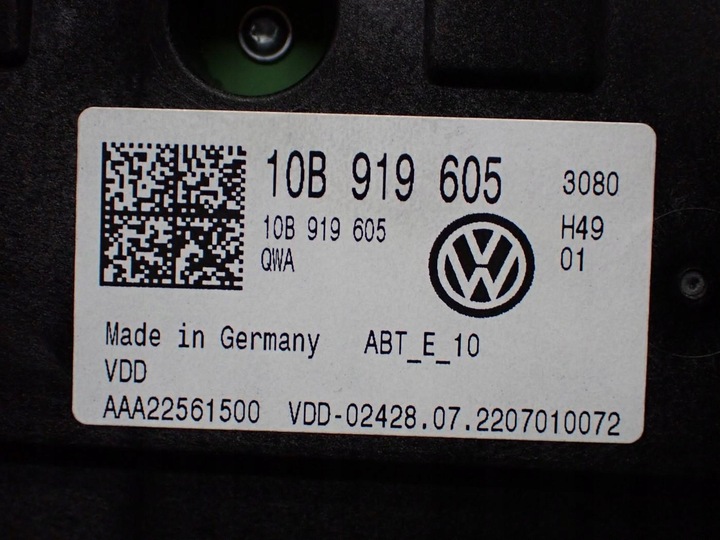 10B 919 605 3080
10B 919 605 H49
QWA 01
Made in Germany ABT_E_10
VDD
AAA22561500 VDD-02428.07.2207010072